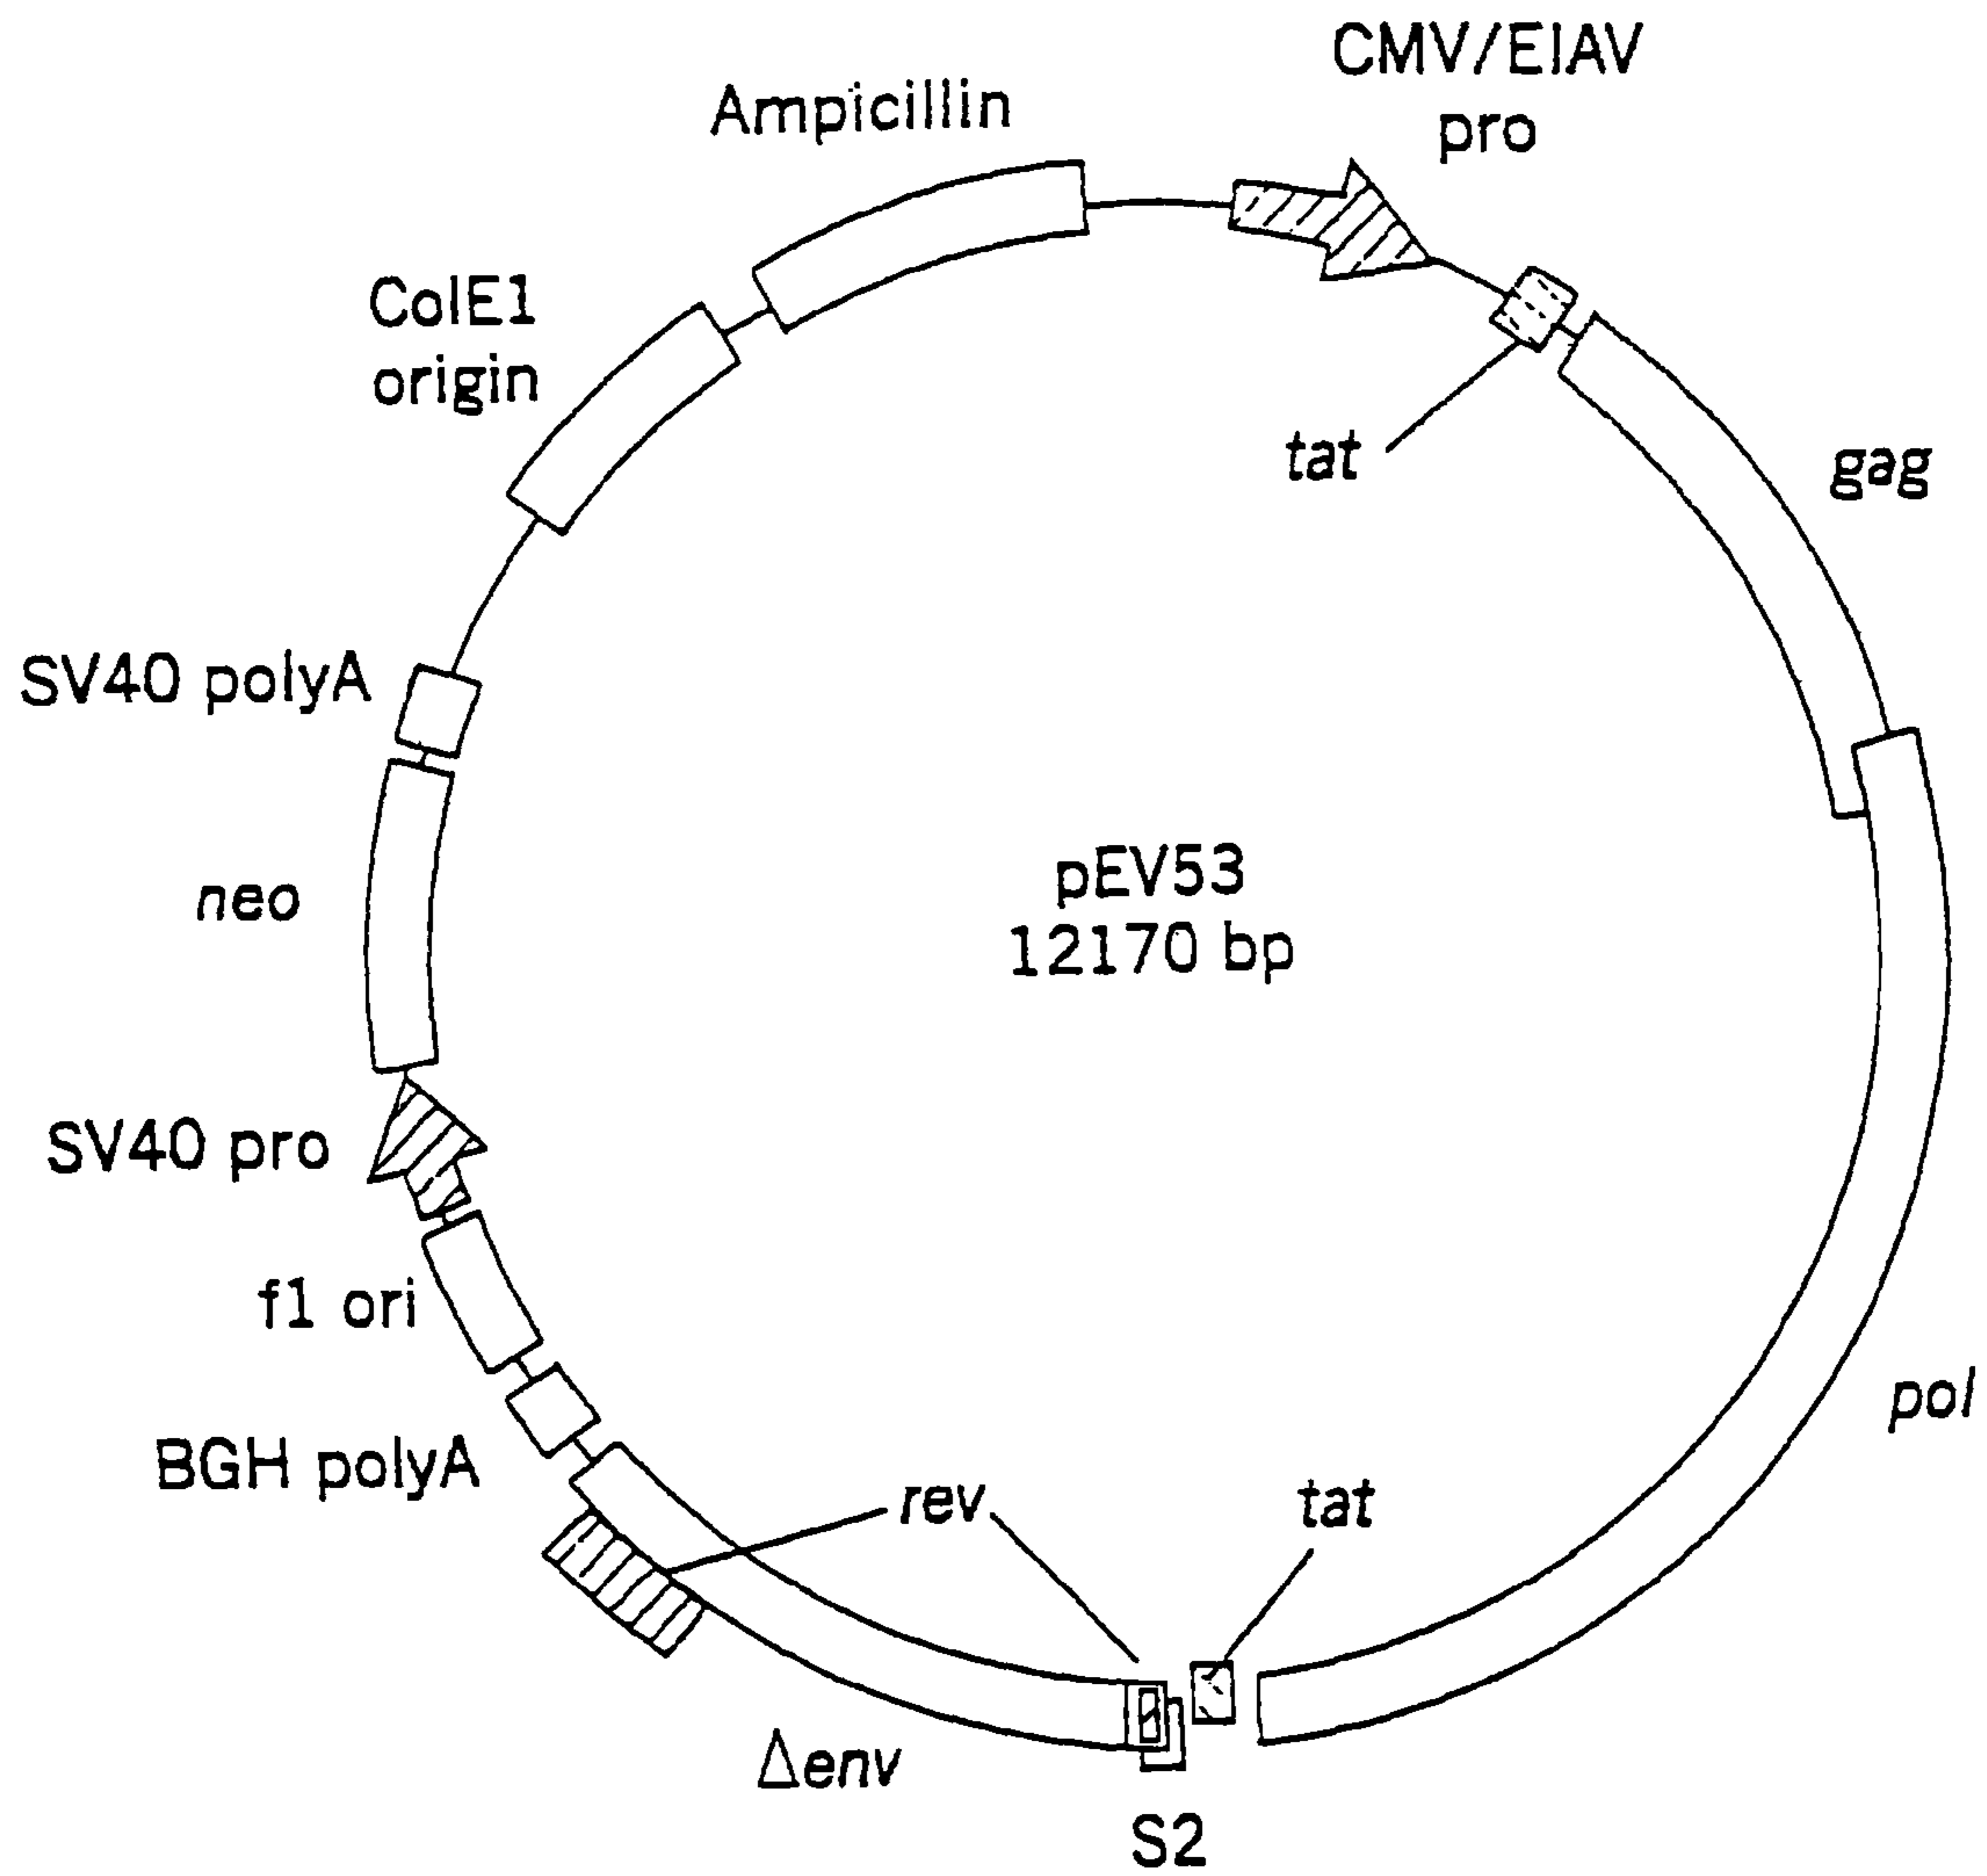 CMV/EIAV
pro
Ampicillin
ColE1
origin
tat
gag
SV40 polyA
neo
pEV53
12170 bp
SV40 pro
f1 ori
pol
BGH polyA
rev
tat
Δenv
S2